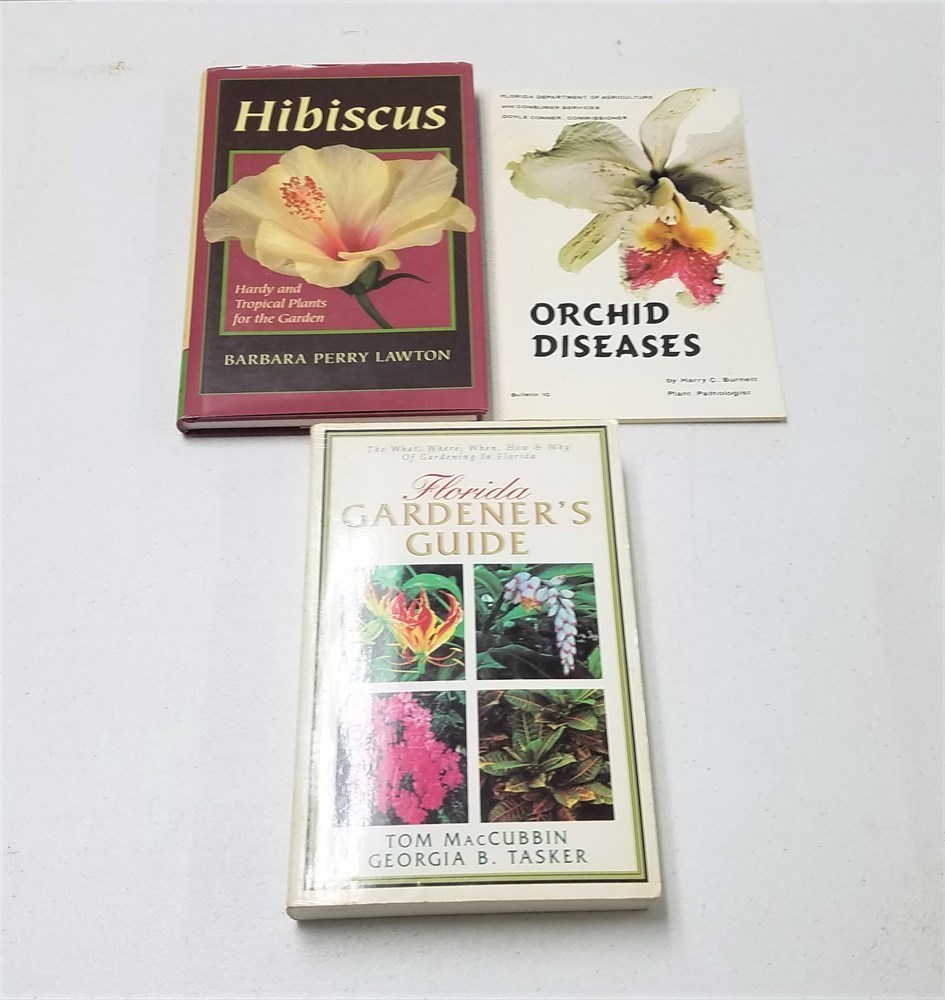 Hibiscus
Hardy and
Tropical Plants
for the Garden
BARBARA PERRY LAWTON
FLORIDA DEPARTMENT OF AGRICULTURE
AND CONSUMER SERVICES
DOYLE CONNER, COMMISSIONER
ORCHID
DISEASES
by Harry C. Burnett
Plant Pathologist
Bulletin 10
The What, Where, When, How & Why
Of Gardening In Florida
Florida
GARDENER'S
GUIDE
TOM MACCUBBIN
GEORGIA B. TASKER